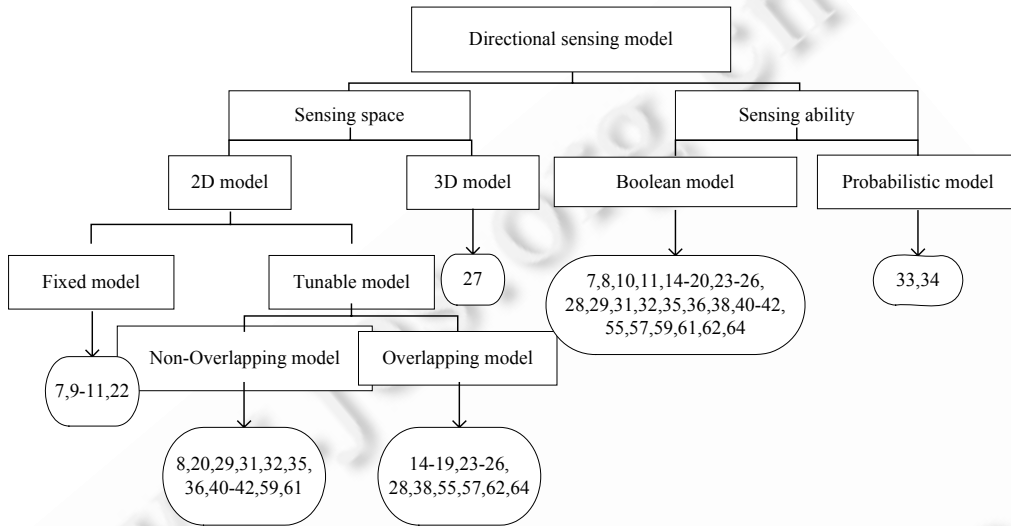 Directional sensing model
Sensing space
Sensing ability
2D model
3D model
Boolean model
Probabilistic model
Fixed model
Tunable model
27
7,8,10,11,14-20,23-26,
28,29,31,32,35,36,38,40-42,
55,57,59,61,62,64
33,34
Non-Overlapping model
Overlapping model
7,9-11,22
8,20,29,31,32,35,
36,40-42,59,61
14-19,23-26,
28,38,55,57,62,64